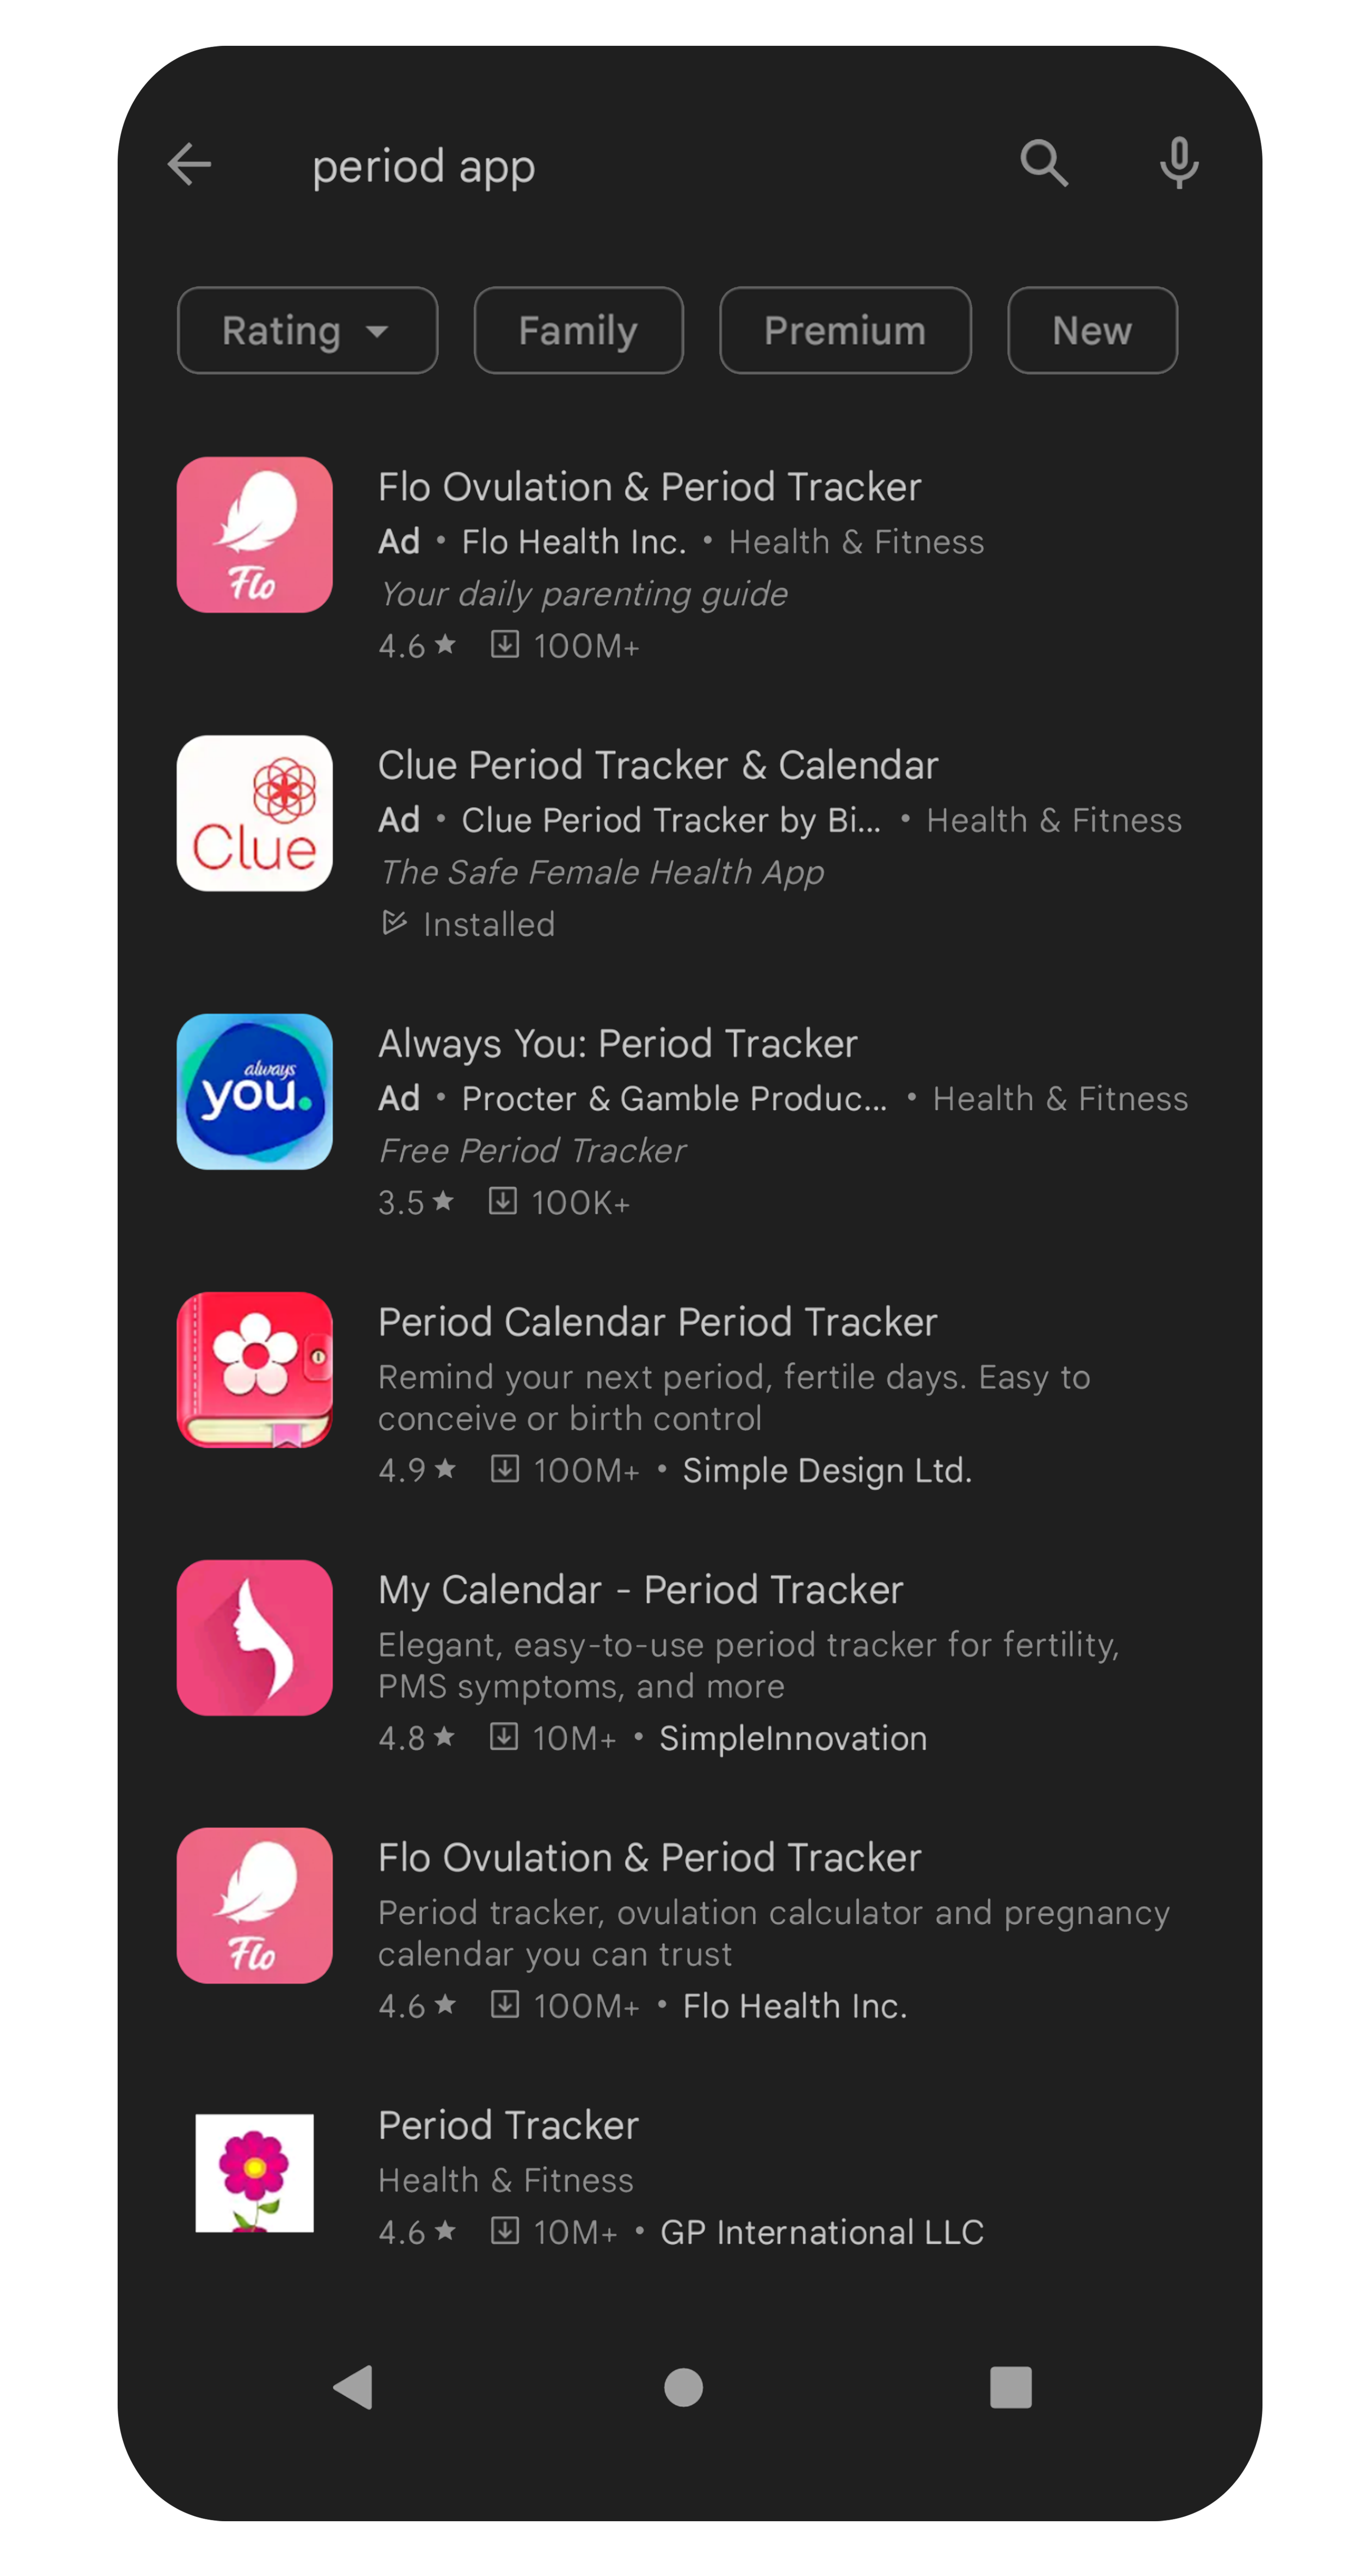 period app
Rating Family Premium New
Flo
Flo Ovulation & Period Tracker
Ad • Flo Health Inc. • Health & Fitness
Your daily parenting guide
4.6★ 100M+
Clue
Clue Period Tracker & Calendar
Ad • Clue Period Tracker by Bi... • Health & Fitness
The Safe Female Health App
Installed
always
you.
Always You: Period Tracker
Ad • Procter & Gamble Produc... • Health & Fitness
Free Period Tracker
3.5★ 100K+
Period Calendar Period Tracker
Remind your next period, fertile days. Easy to
conceive or birth control
4.9★ 100M+ • Simple Design Ltd.
My Calendar - Period Tracker
Elegant, easy-to-use period tracker for fertility,
PMS symptoms, and more
4.8★ 10M+ • SimpleInnovation
Flo
Flo Ovulation & Period Tracker
Period tracker, ovulation calculator and pregnancy
calendar you can trust
4.6★ 100M+ • Flo Health Inc.
Period Tracker
Health & Fitness
4.6★ 10M+ • GP International LLC